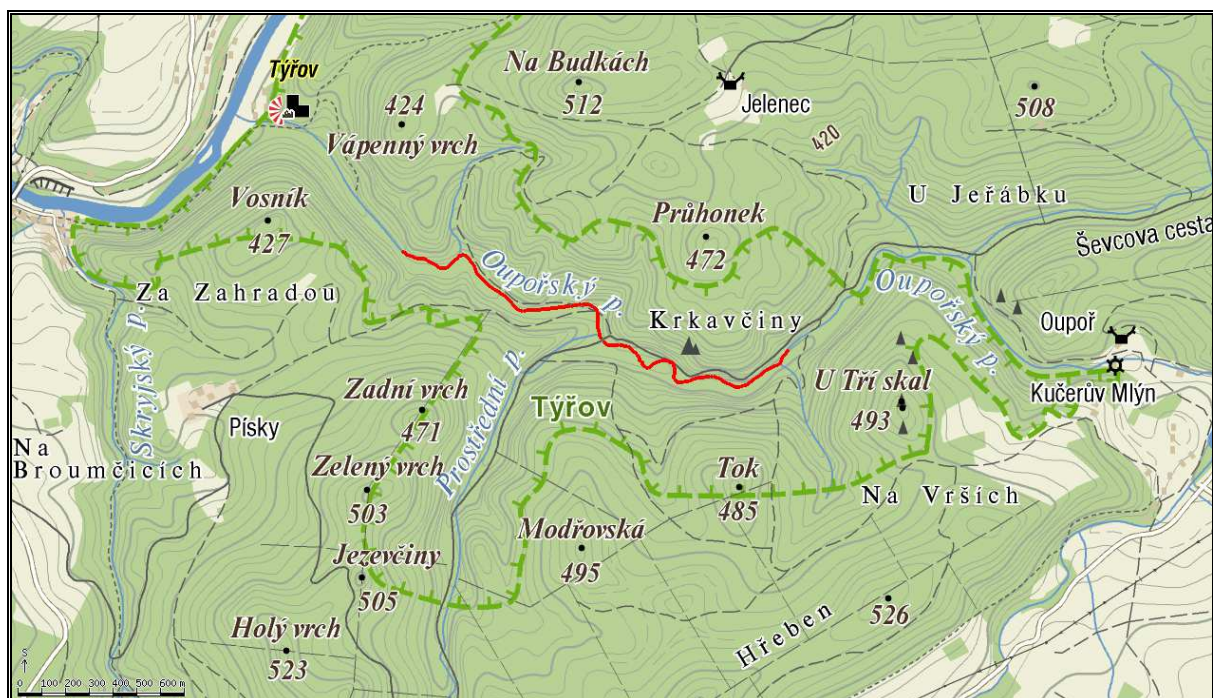 Týřov
Na Budkách
512
Jelenec
508
424
Vápenný vrch
420
U Jeřábku
Vosník
427
Průhonek
472
Ševcova cesta
Oupořský p.
Oupořský p.
Za Zahradou
Krkavčiny
Oupoř
Skryjský p.
Prostřední p.
U Tří skal
493
Kučerův Mlýn
Zadní vrch
471
Týřov
Písky
Na
Broumčicích
Zelený vrch
503
Tok
485
Na Vrších
Modřovská
495
Jezevčiny
505
Hřeben
526
Holý vrch
523
S
0 100 200 300 400 500 600 m